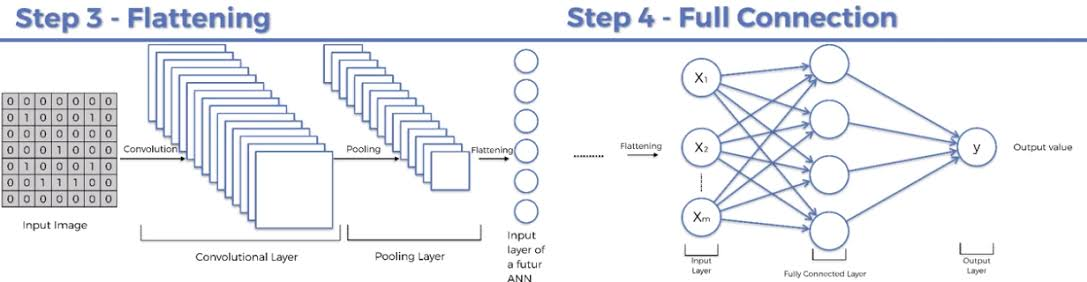 Step 3 - Flattening
0 0 0 0 0 0 0
0 1 0 0 0 1 0
0 0 0 0 0 0 0
0 0 0 1 0 0 0
0 1 0 0 0 1 0
0 0 1 1 1 0 0
0 0 0 0 0 0 0
Input Image
Convolution
Convolutional Layer
Pooling
Pooling Layer
Flattening
Input
layer of
a futur
ANN
Step 4 - Full Connection
..........
Flattening
X1
X2
Xm
Input
Layer
Fully Connected Layer
y
Output value
Output
Layer